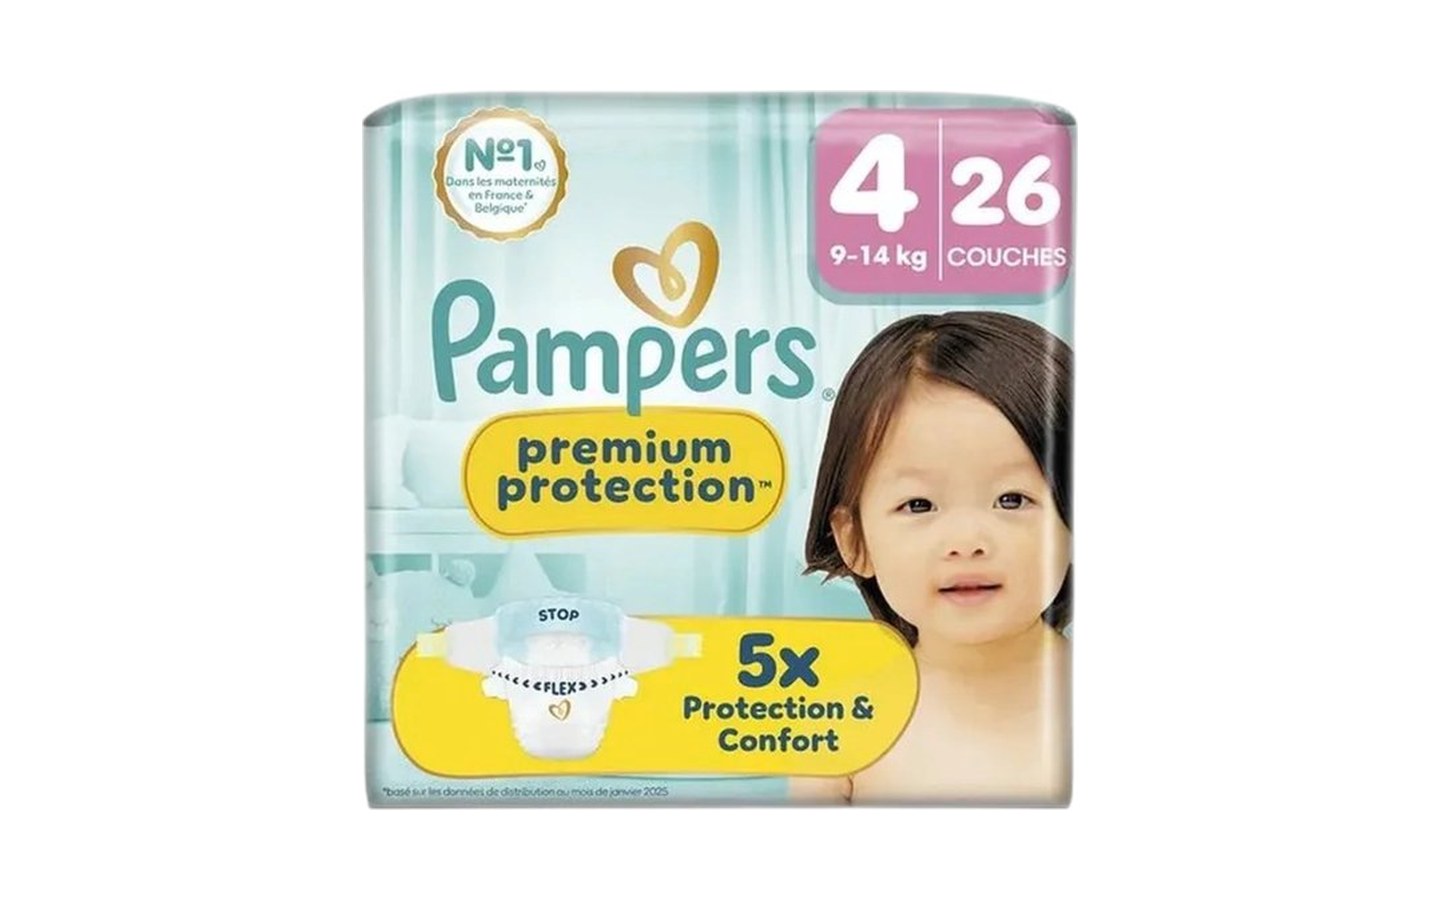 Nº1
Dans les maternités
en France &
Belgique*
4
9-14 kg
26
COUCHES
Pampers®
premium
protection™
STOP
FLEX
5x
Protection &
Confort
*basé sur les données de distribution au mois de janvier 2025